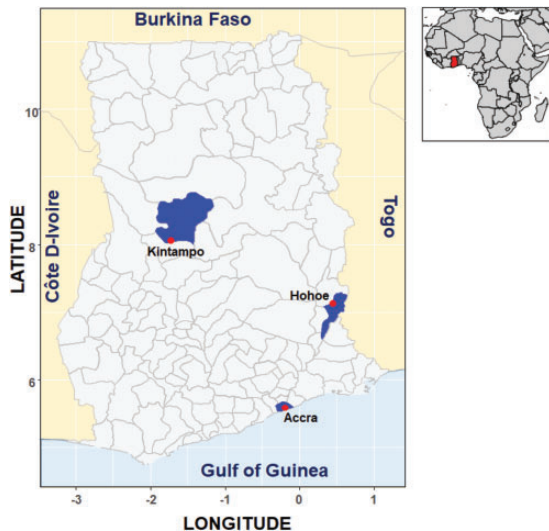 Burkina Faso
10
8
6
LATITUDE
Côte D-Ivoire
Togo
Kintampo
Hohoe
Accra
Gulf of Guinea
-3 -2 -1 0 1
LONGITUDE